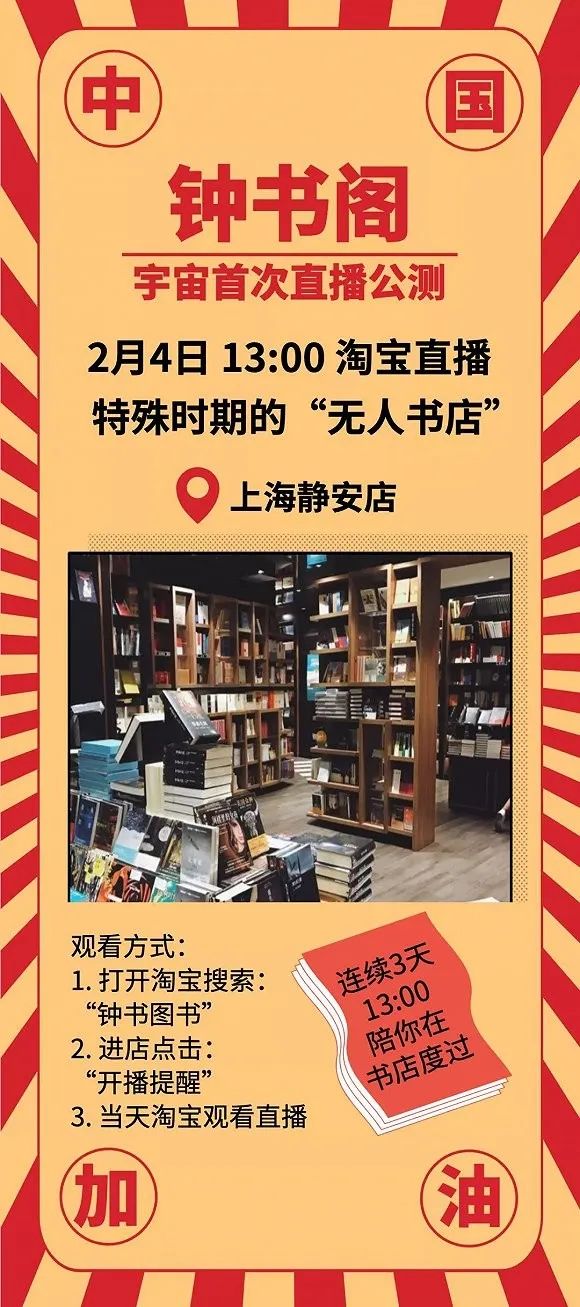 中 国
钟书阁
宇宙首次直播公测
2月4日 13:00 淘宝直播
特殊时期的“无人书店”
上海静安店
观看方式：
1. 打开淘宝搜索：
“钟书图书”
2. 进店点击：
“开播提醒”
3. 当天淘宝观看直播
连续3天
13:00
陪你在
书店度过
加 油